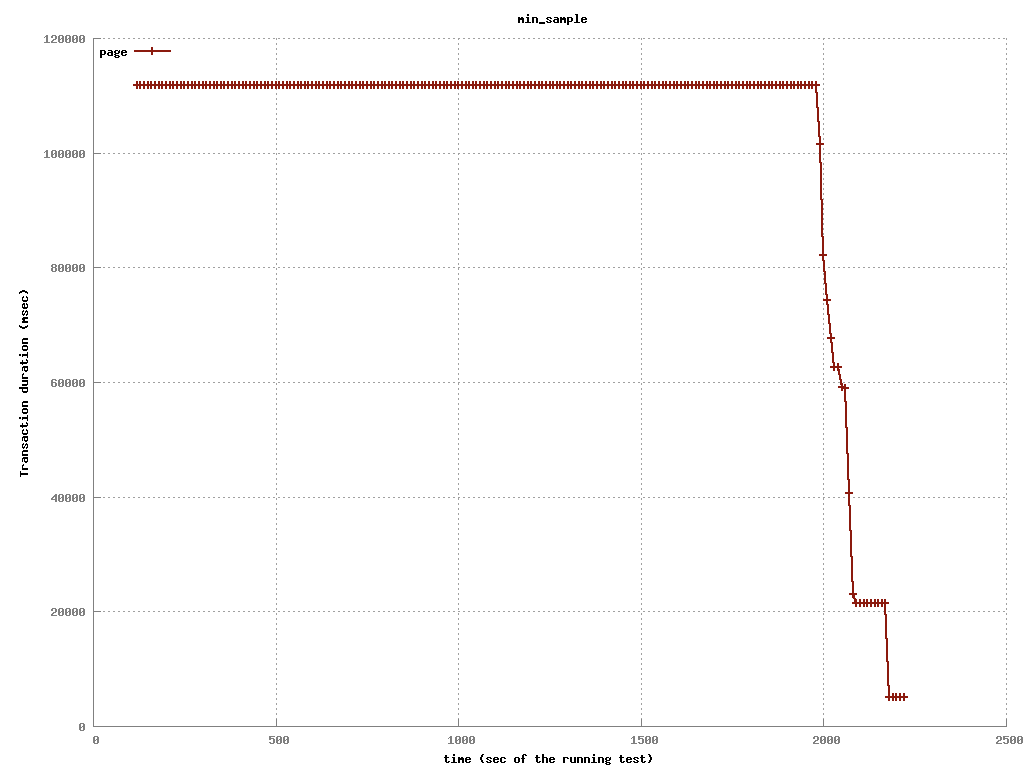 min_sample
120000
page
100000
80000
60000
40000
20000
0
Transaction duration (msec)
0 500 1000 1500 2000 2500
time (sec of the running test)